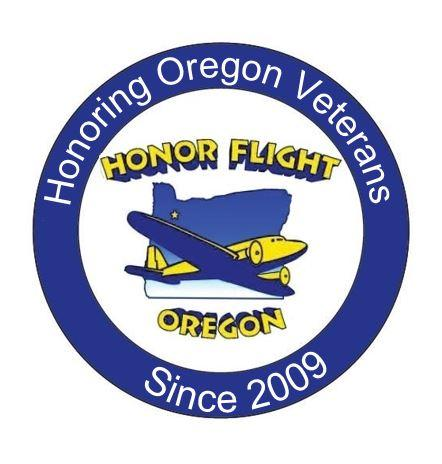 Honoring Oregon Veterans
HONOR FLIGHT
OREGON
Since 2009